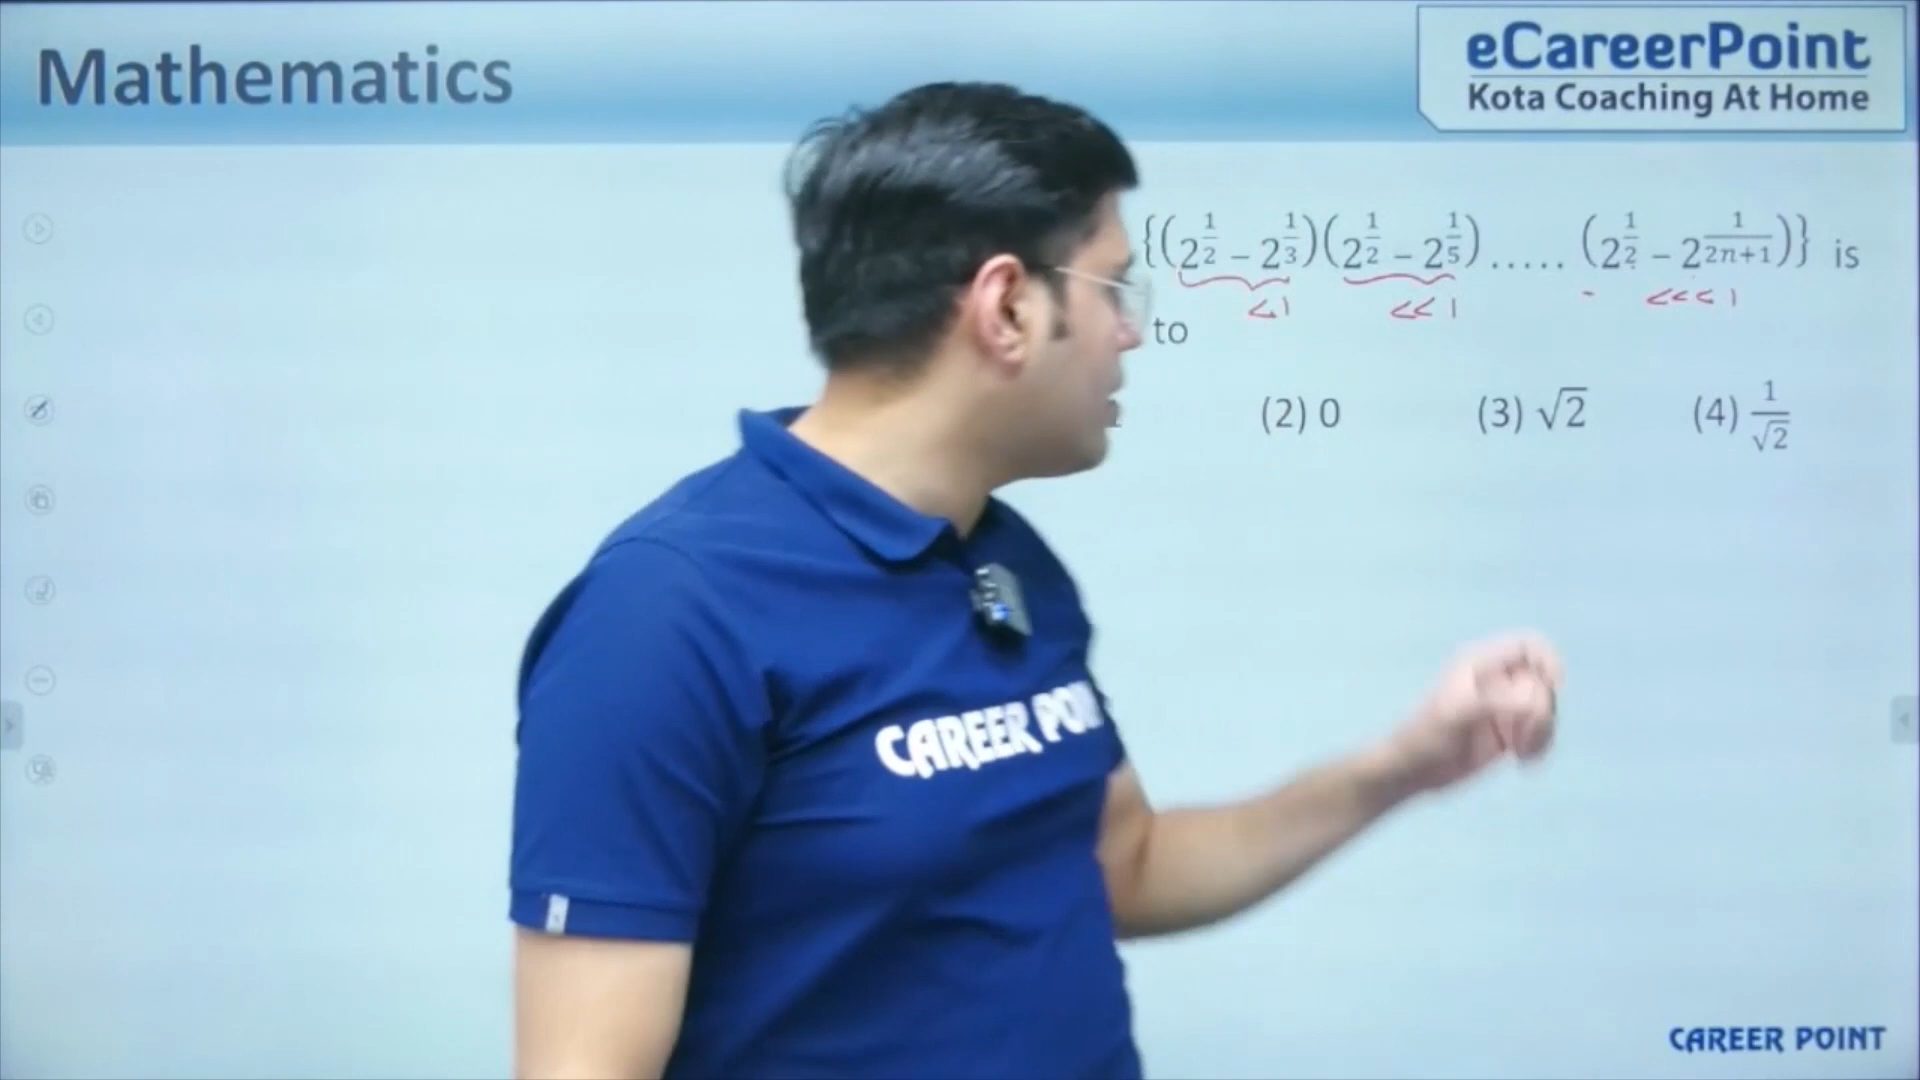 Mathematics
eCareerPoint
Kota Coaching At Home
{(2^{1/2} – 2^{1/3})(2^{1/2} – 2^{1/5})..... (2^{1/2} – 2^{1/(2n+1)})} is
<1 <<1 - <<<1
to
(2) 0 (3) √2 (4) 1/√2
CAREER
CAREER POINT